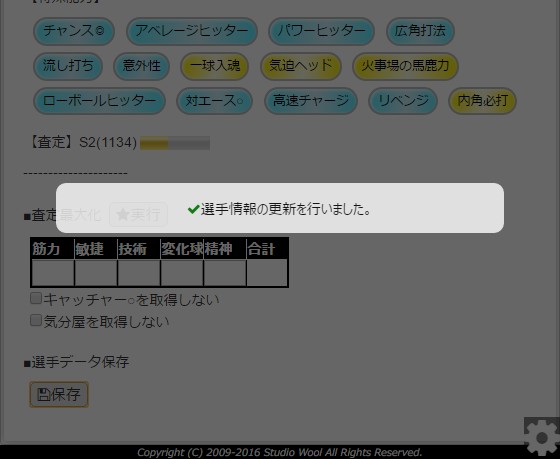 【特殊能力】
チャンス◎ アベレージヒッター パワーヒッター 広角打法
流し打ち 意外性 一球入魂 気迫ヘッド 火事場の馬鹿力
ローボールヒッター 対エース○ 高速チャージ リベンジ 内角必打
【査定】S2(1134)
---------------------
✔選手情報の更新を行いました。
■査定最大化 ★実行
筋力 敏捷 技術 変化球 精神 合計
キャッチャー○を取得しない
気分屋を取得しない
■選手データ保存
保存
Copyright (C) 2009-2016 Studio Wool All Rights Reserved.